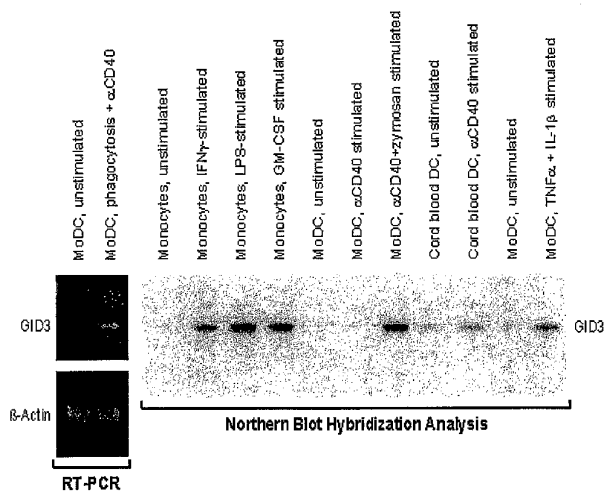 MoDC, unstimulated
MoDC, phagocytosis + αCD40
Monocytes, unstimulated
Monocytes, IFNγ-stimulated
Monocytes, LPS-stimulated
Monocytes, GM-CSF stimulated
MoDC, unstimulated
MoDC, αCD40 stimulated
MoDC, αCD40+zymosan stimulated
Cord blood DC, unstimulated
Cord blood DC, αCD40 stimulated
MoDC, unstimulated
MoDC, TNFα + IL-1β stimulated
GID3
GID3
ß-Actin
Northern Blot Hybridization Analysis
RT-PCR